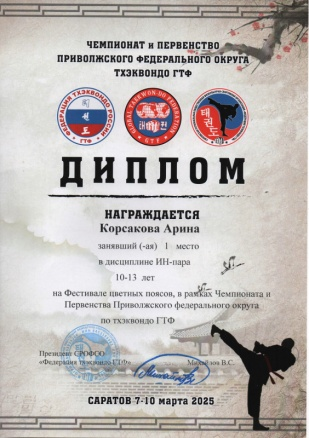 ЧЕМПИОНАТ и ПЕРВЕНСТВО
ПРИВОЛЖСКОГО ФЕДЕРАЛЬНОГО ОКРУГА
ТХЭКВОНДО ГТФ
ФЕДЕРАЦИЯ ТХЭКВОНДО РОССИИ
ГТФ
GLOBAL TAEKWON-DO FEDERATION
G.T.F.
태권도
ДИПЛОМ
НАГРАЖДАЕТСЯ
Корсакова Арина
занявший (-ая) 1 место
в дисциплине ИН-пара
10-13 лет
на Фестивале цветных поясов, в рамках Чемпионата и
Первенства Приволжского федерального округа
по тхэквондо ГТФ
Президент СРОФСО
«Федерация тхэквондо ГТФ»
Михайлов В.С.
САРАТОВ 7-10 марта 2025